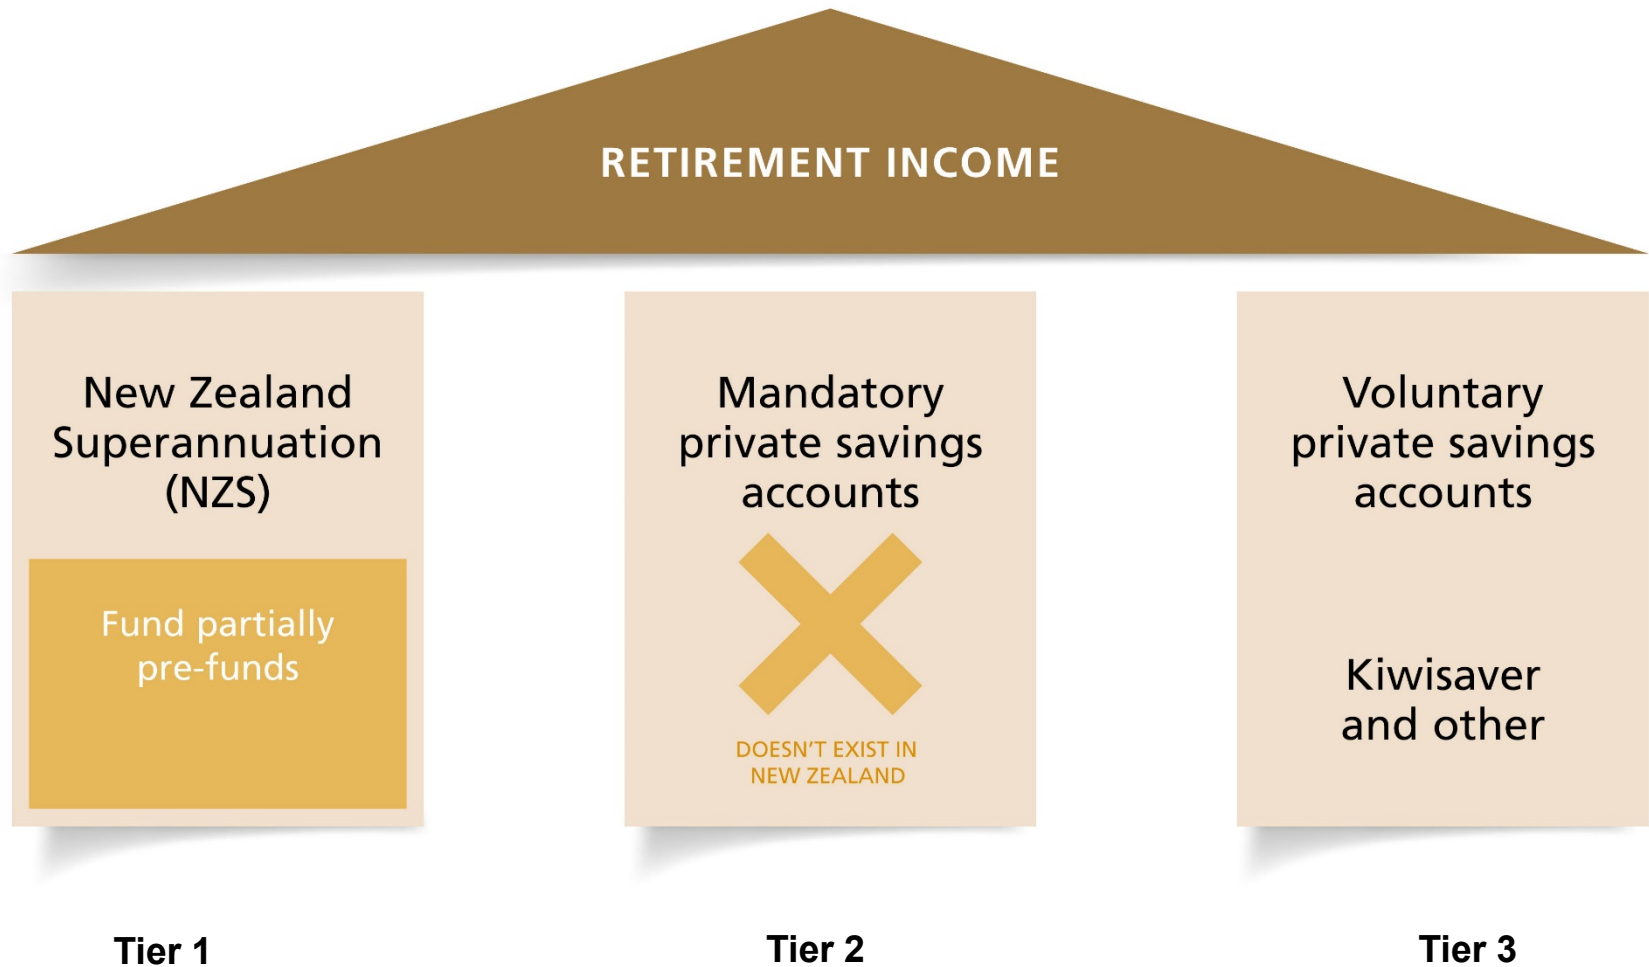 RETIREMENT INCOME
New Zealand
Superannuation
(NZS)
Fund partially
pre-funds
Mandatory
private savings
accounts
DOESN'T EXIST IN
NEW ZEALAND
Voluntary
private savings
accounts
Kiwisaver
and other
Tier 1
Tier 2
Tier 3